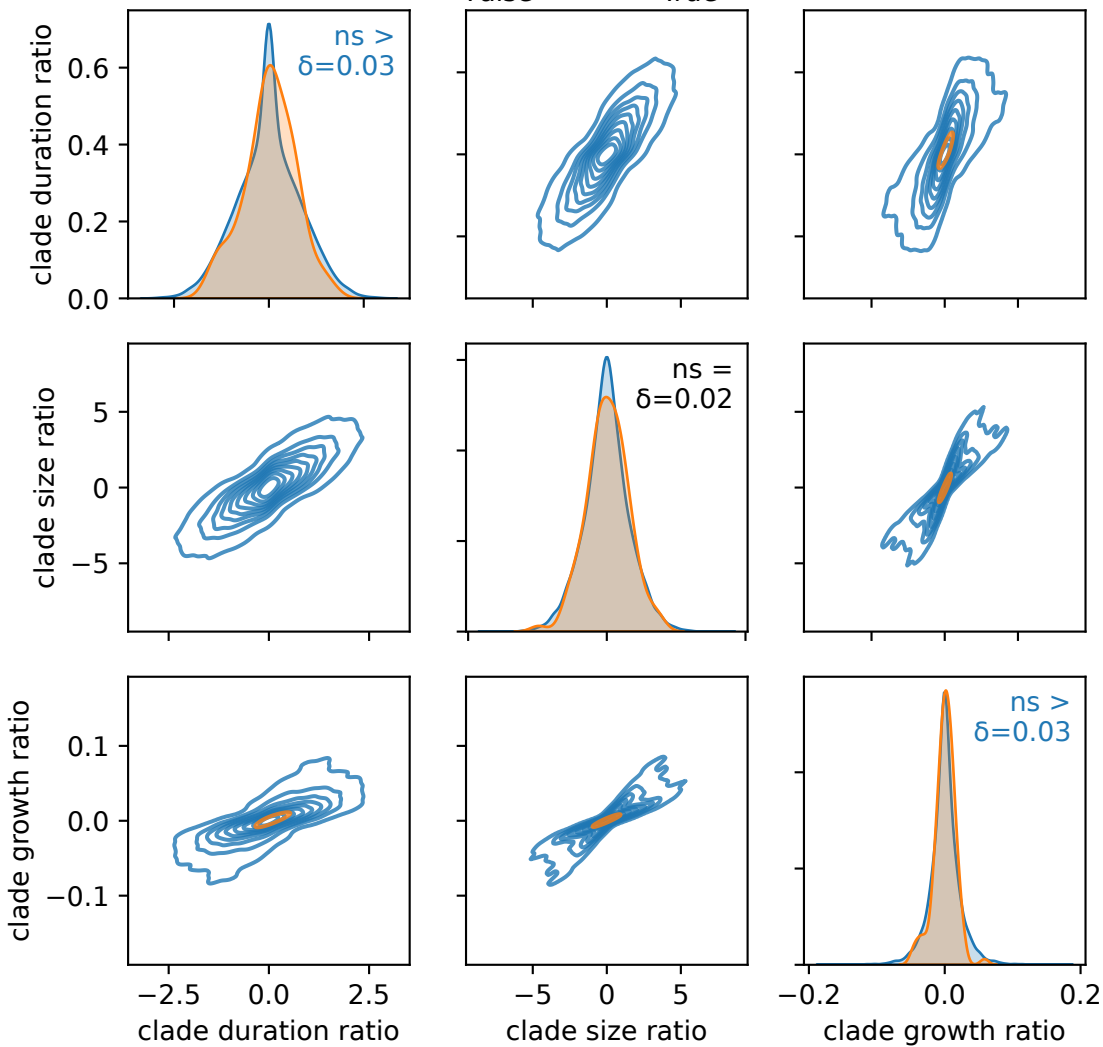 clade duration ratio
0.6
0.4
0.2
0.0
ns >
δ=0.03
−5
0
5
clade size ratio
5
0
−5
ns =
δ=0.02
clade growth ratio
0.1
0.0
−0.1
ns >
δ=0.03
−2.5
0.0
2.5
clade duration ratio
−5
0
5
clade size ratio
−0.2
0.0
0.2
clade growth ratio